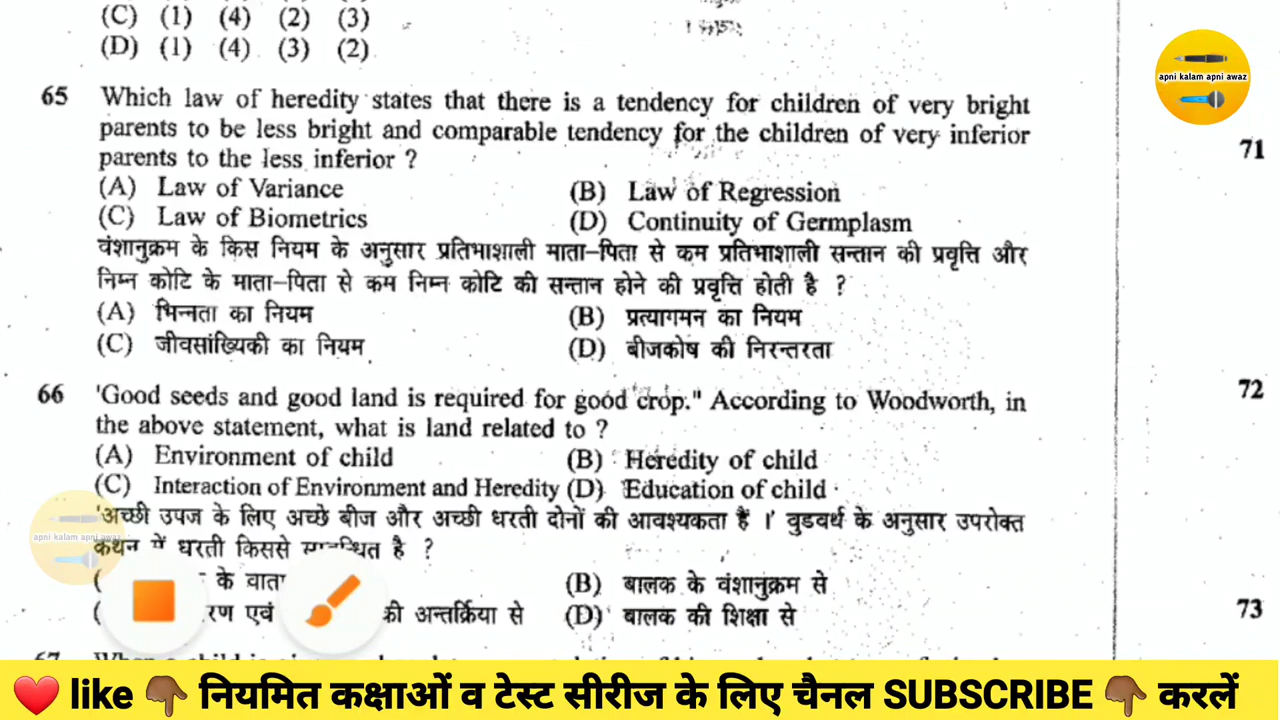 (C) (1) (4) (2) (3)
(D) (1) (4) (3) (2)
apni kalam apni awaz
65 Which law of heredity states that there is a tendency for children of very bright
parents to be less bright and comparable tendency for the children of very inferior
parents to the less inferior ?
71
(A) Law of Variance (B) Law of Regression
(C) Law of Biometrics (D) Continuity of Germplasm
वंशानुक्रम के किस नियम के अनुसार प्रतिभाशाली माता-पिता से कम प्रतिभाशाली सन्तान की प्रवृत्ति और
निम्न कोटि के माता-पिता से कम निम्न कोटि की सन्तान होने की प्रवृत्ति होती है ?
(A) भिन्नता का नियम (B) प्रत्यागमन का नियम
(C) जीवसांख्यिकी का नियम (D) बीजकोष की निरन्तरता
66 'Good seeds and good land is required for good crop." According to Woodworth, in
72
the above statement, what is land related to ?
(A) Environment of child (B) Heredity of child
(C) Interaction of Environment and Heredity (D) Education of child
'अच्छी उपज के लिए अच्छे बीज और अच्छी धरती दोनों की आवश्यकता है ।' वुडवर्थ के अनुसार उपरोक्त
apni kalam apni awaz
कथन में धरती किससे है ?
के (B) बालक के वंशानुक्रम से
एवं की अन्तर्क्रिया से (D) बालक की शिक्षा से
73
like नियमित कक्षाओं व टेस्ट सीरीज के लिए चैनल SUBSCRIBE करलें